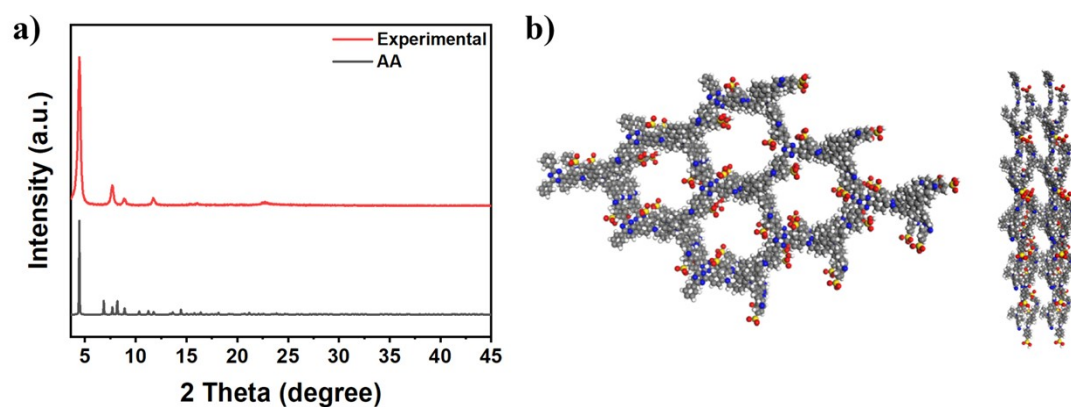 a)
Experimental
AA
Intensity (a.u.)
5 10 15 20 25 30 35 40 45
2 Theta (degree)
b)